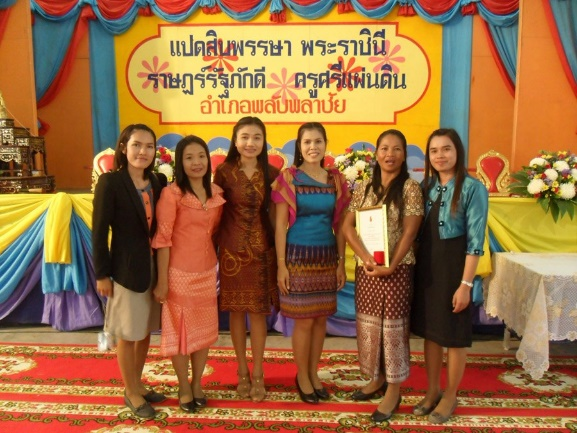 แปดสิบพรรษา พระราชินี
ราษฎร์รัฐภักดี ครูศรีแผ่นดิน
อำเภอพลับพลาชัย